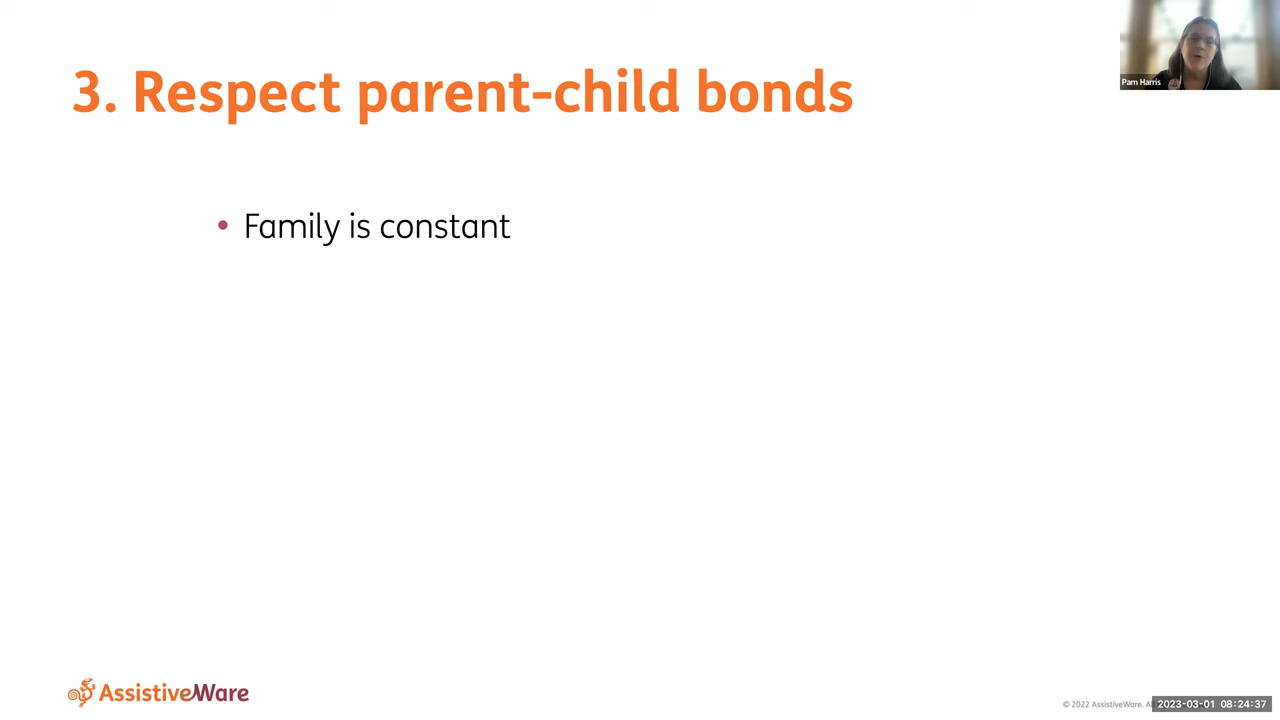 3. Respect parent-child bonds
Pam Harris
• Family is constant
AssistiveWare
© 2022 AssistiveWare.
2023-03-01 08:24:37